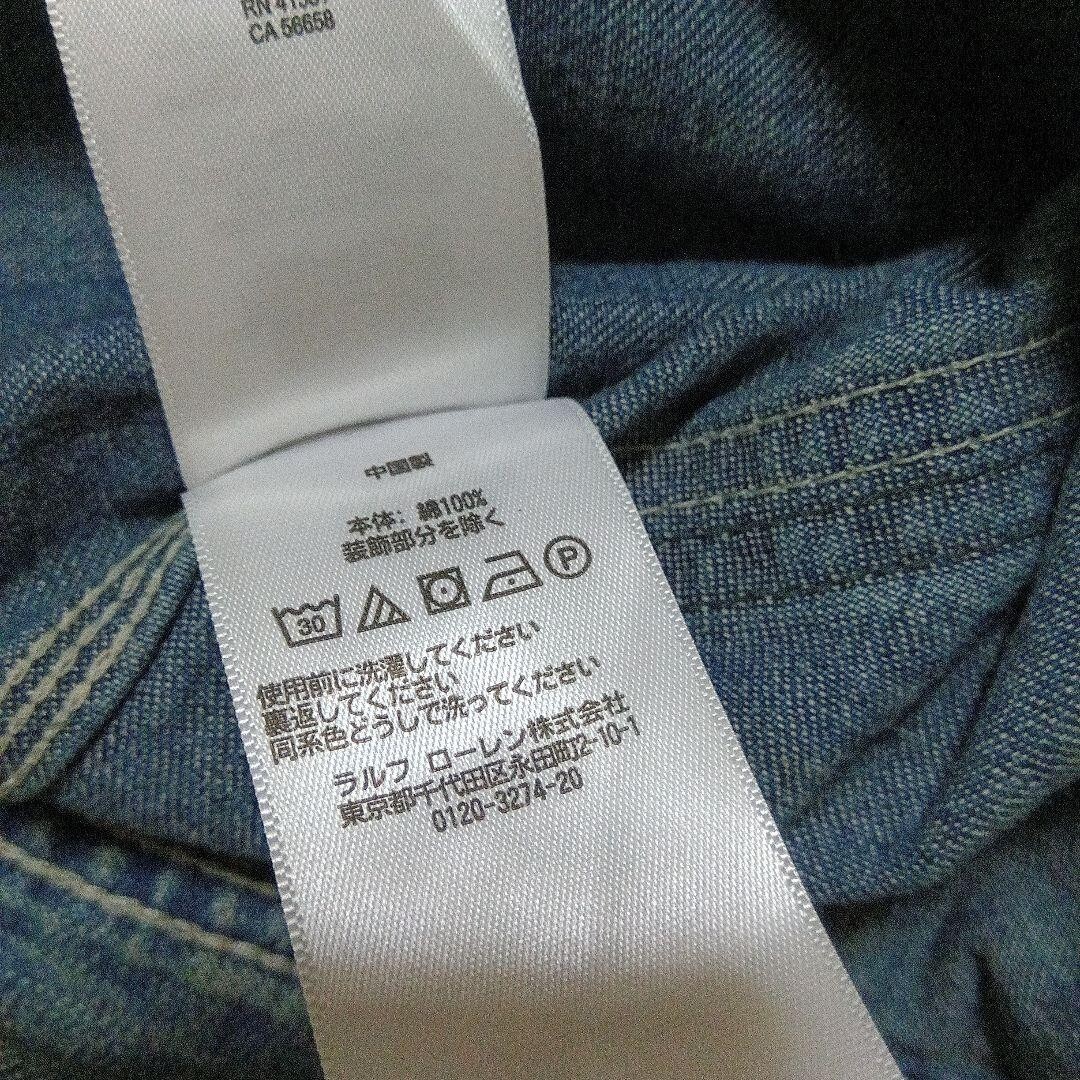 CA 56658
中国製
本体: 綿100%
装飾部分を除く
30
P
使用前に洗濯してください
裏返してください
同系色どうしで洗ってください
ラルフ ローレン株式会社
東京都千代田区永田町2-10-1
0120-3274-20